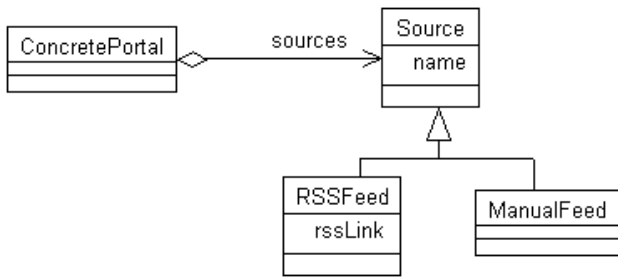 ConcretePortal
sources
Source
name
RSSFeed
rssLink
ManualFeed